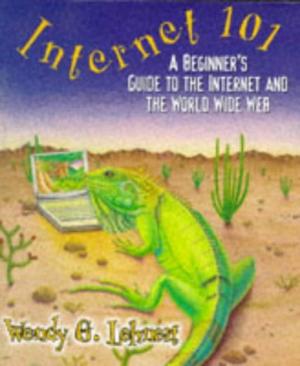 Internet 101
A BEGINNER'S
GUIDE TO THE INTERNET AND
THE WORLD WIDE WEB
Wendy G. Lehnert